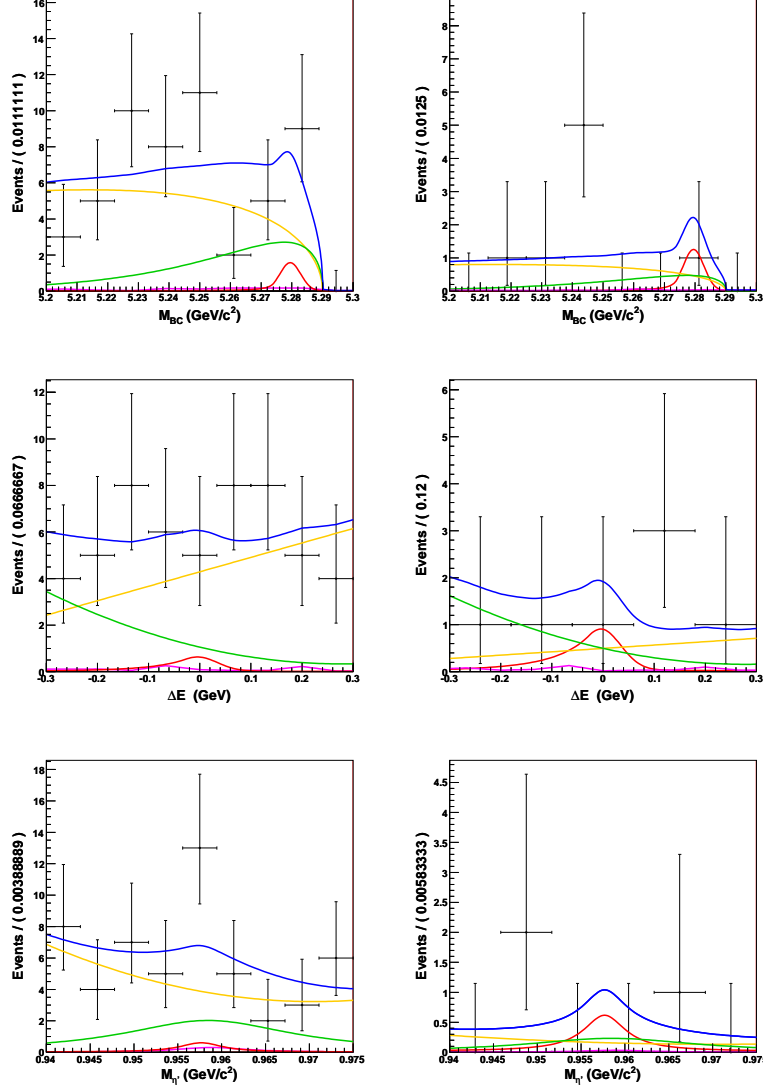 Events / ( 0.0111111 )
16
14
12
10
8
6
4
2
0
5.2 5.21 5.22 5.23 5.24 5.25 5.26 5.27 5.28 5.29 5.3
M_BC (GeV/c²)
Events / ( 0.0125 )
8
7
6
5
4
3
2
1
0
5.2 5.21 5.22 5.23 5.24 5.25 5.26 5.27 5.28 5.29 5.3
M_BC (GeV/c²)
Events / ( 0.0666667 )
12
10
8
6
4
2
0
-0.3 -0.2 -0.1 0 0.1 0.2 0.3
ΔE (GeV)
Events / ( 0.12 )
6
5
4
3
2
1
0
-0.3 -0.2 -0.1 0 0.1 0.2 0.3
ΔE (GeV)
Events / ( 0.00388889 )
18
16
14
12
10
8
6
4
2
0
0.94 0.945 0.95 0.955 0.96 0.965 0.97 0.975
M_η' (GeV/c²)
Events / ( 0.00583333 )
4.5
4
3.5
3
2.5
2
1.5
1
0.5
0
0.94 0.945 0.95 0.955 0.96 0.965 0.97 0.975
M_η' (GeV/c²)